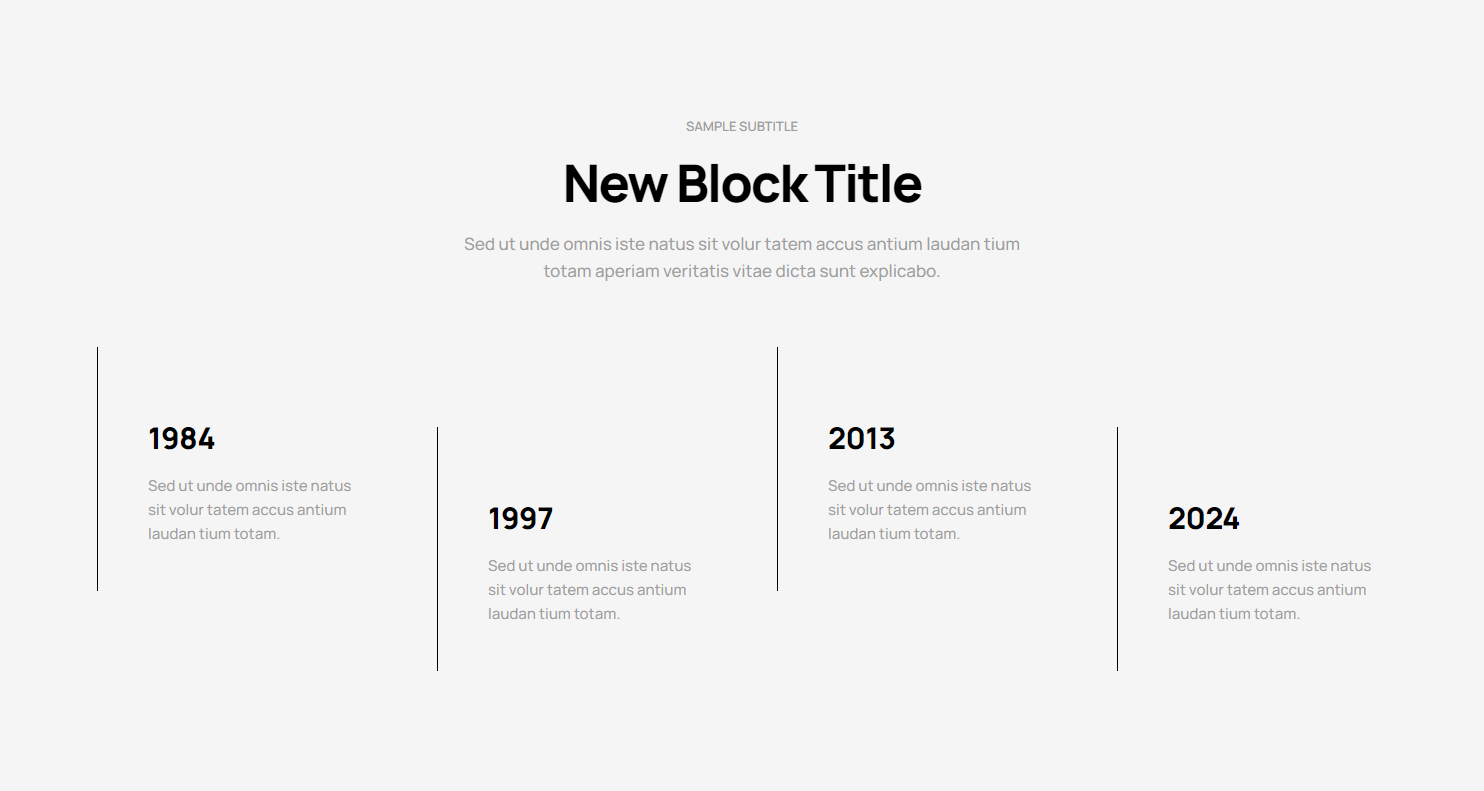 SAMPLE SUBTITLE
New Block Title
Sed ut unde omnis iste natus sit volur tatem accus antium laudan tium
totam aperiam veritatis vitae dicta sunt explicabo.
1984
Sed ut unde omnis iste natus
sit volur tatem accus antium
laudan tium totam.
1997
Sed ut unde omnis iste natus
sit volur tatem accus antium
laudan tium totam.
2013
Sed ut unde omnis iste natus
sit volur tatem accus antium
laudan tium totam.
2024
Sed ut unde omnis iste natus
sit volur tatem accus antium
laudan tium totam.